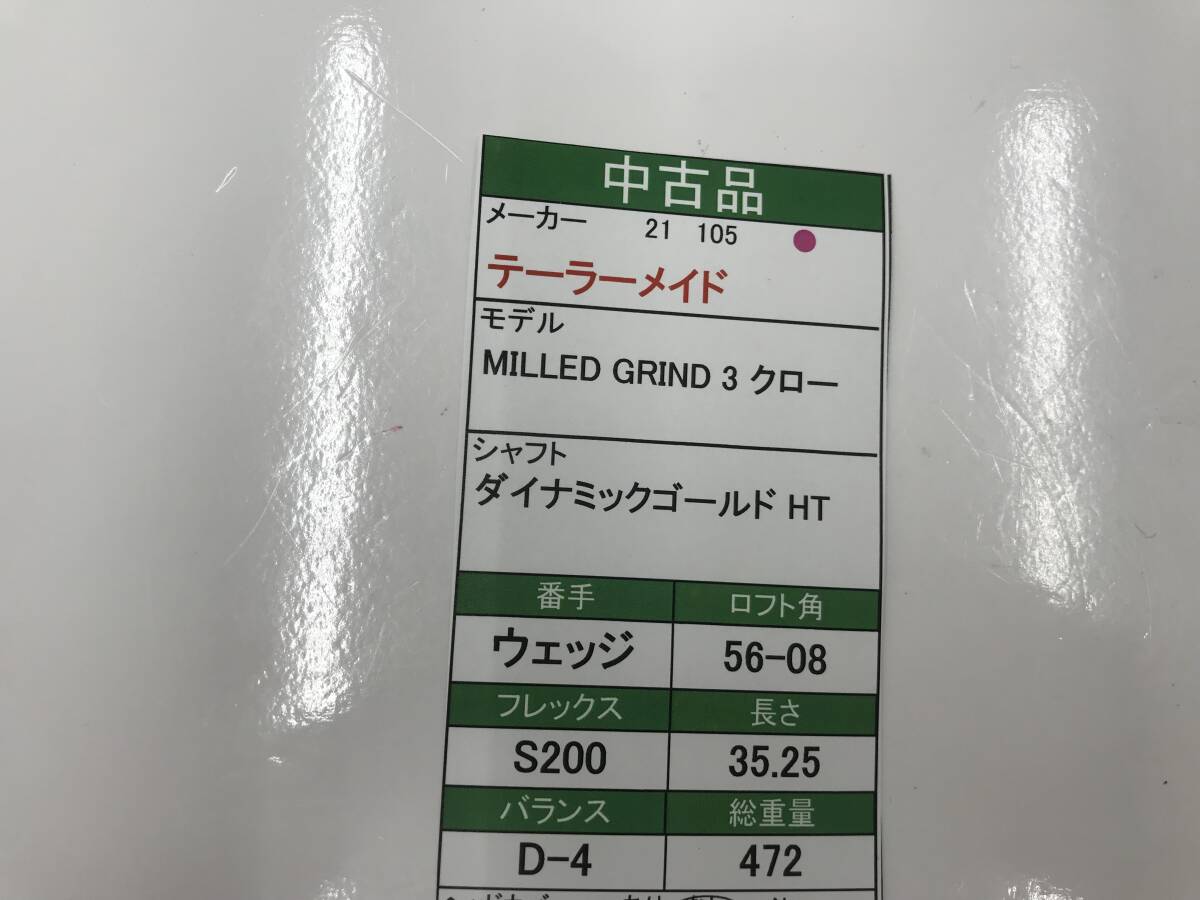 中古品
メーカー 21 105
テーラーメイド
モデル
MILLED GRIND 3 クロー
シャフト
ダイナミックゴールド HT
番手 ロフト角
ウェッジ 56-08
フレックス 長さ
S200 35.25
バランス 総重量
D-4 472